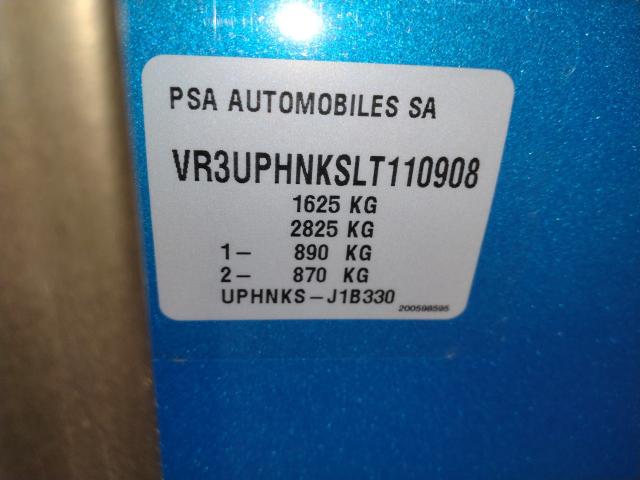 PSA AUTOMOBILES SA
VR3UPHNKSLT110908
1625 KG
2825 KG
1- 890 KG
2- 870 KG
UPHNKS-J1B330
200598595